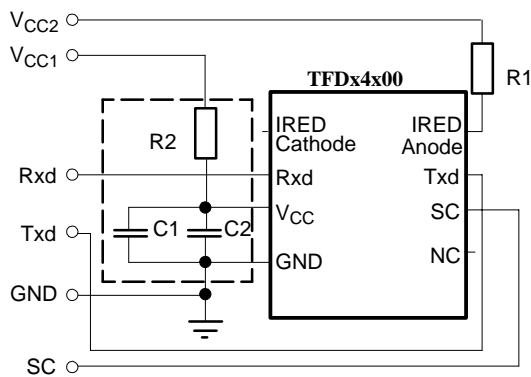 VCC2
VCC1
R1
TFDx4x00
R2
IRED
Cathode
IRED
Anode
Rxd
Rxd
Txd
VCC
SC
C1
C2
Txd
GND
NC
GND
SC